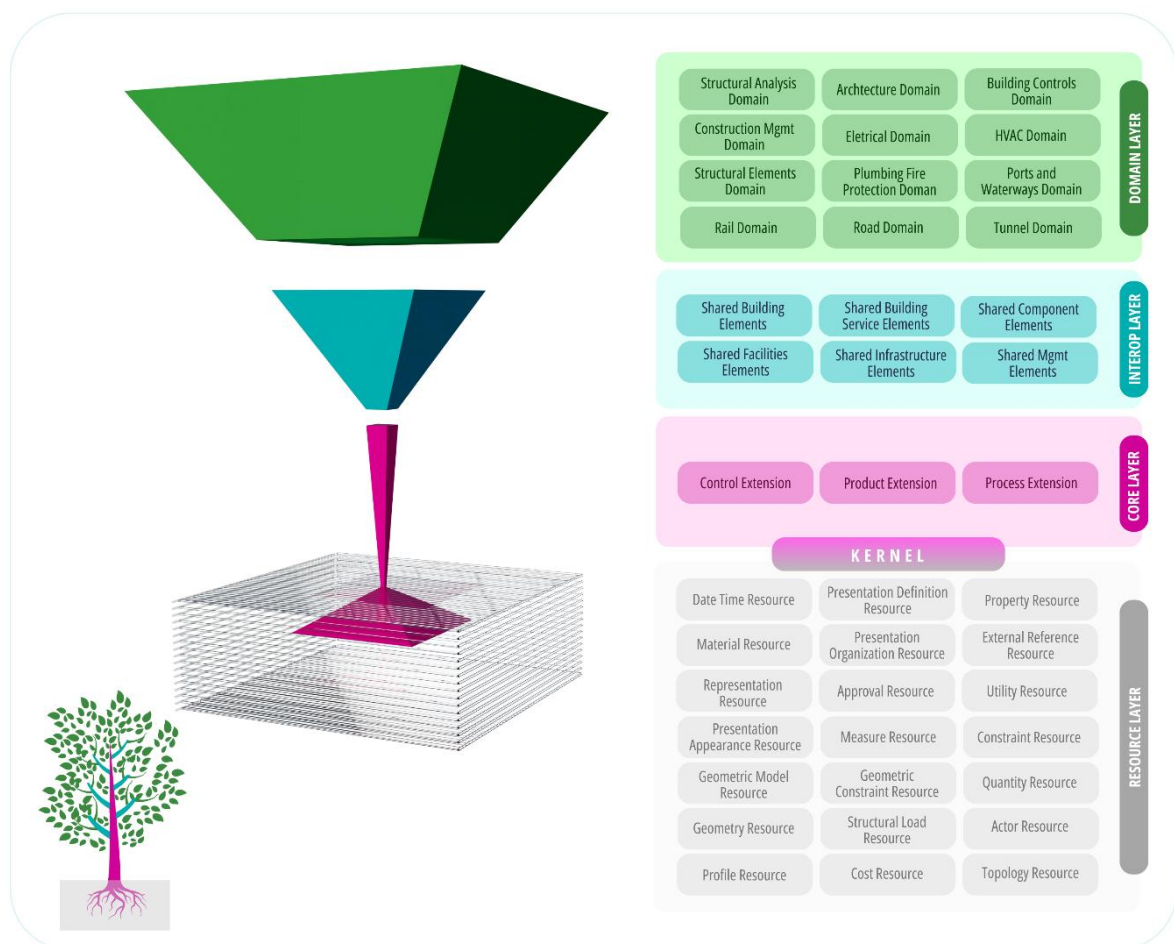 Structural Analysis
Domain
Archtecture Domain
Building Controls
Domain
Construction Mgmt
Domain
Eletrical Domain
HVAC Domain
Structural Elements
Domain
Plumbing Fire
Protection Doman
Ports and
Waterways Domain
Rail Domain
Road Domain
Tunnel Domain
DOMAIN LAYER
Shared Building
Elements
Shared Building
Service Elements
Shared Component
Elements
Shared Facilities
Elements
Shared Infrastructure
Elements
Shared Mgmt
Elements
INTEROP LAYER
Control Extension
Product Extension
Process Extension
CORE LAYER
KERNEL
Date Time Resource
Presentation Definition
Resource
Property Resource
Material Resource
Presentation
Organization Resource
External Reference
Resource
Representation
Resource
Approval Resource
Utility Resource
Presentation
Appearance Resource
Measure Resource
Constraint Resource
Geometric Model
Resource
Geometric
Constraint Resource
Quantity Resource
Geometry Resource
Structural Load
Resource
Actor Resource
Profile Resource
Cost Resource
Topology Resource
RESOURCE LAYER